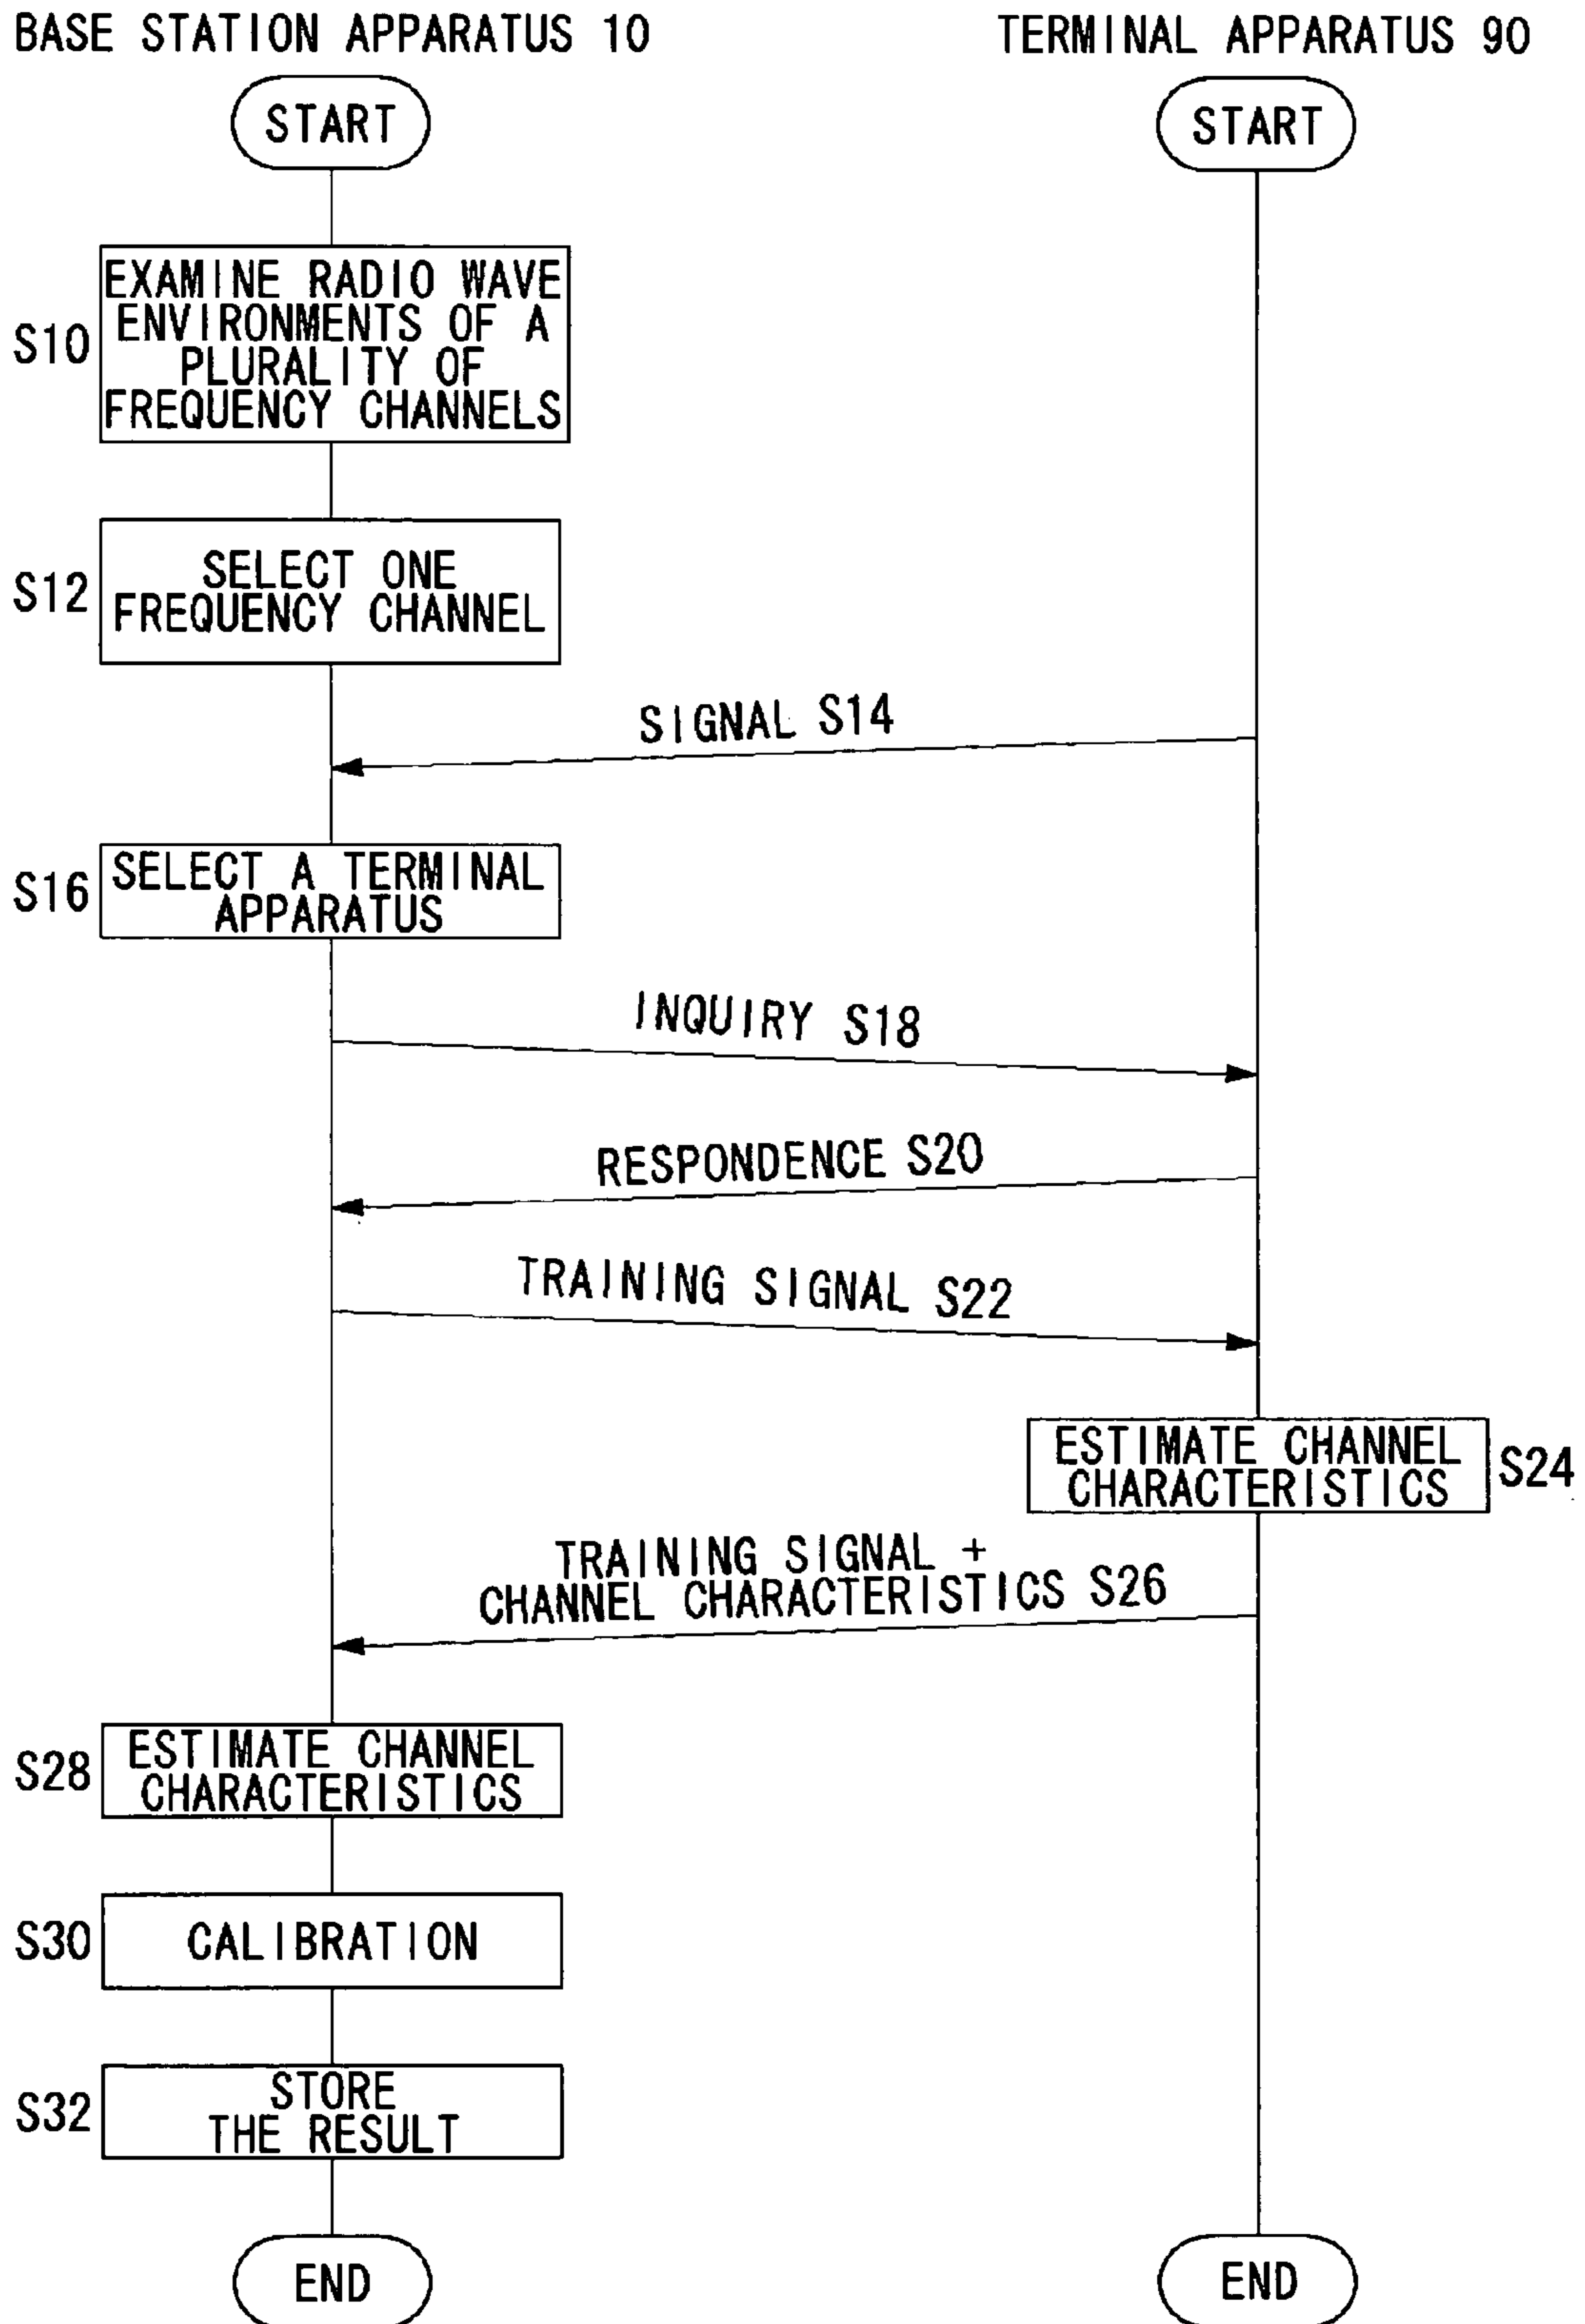 BASE STATION APPARATUS 10
TERMINAL APPARATUS 90
START
START
S10
EXAMINE RADIO WAVE
ENVIRONMENTS OF A
PLURALITY OF
FREQUENCY CHANNELS
S12
SELECT ONE
FREQUENCY CHANNEL
SIGNAL S14
S16
SELECT A TERMINAL
APPARATUS
INQUIRY S18
RESPONDENCE S20
TRAINING SIGNAL S22
ESTIMATE CHANNEL
CHARACTERISTICS
S24
TRAINING SIGNAL +
CHANNEL CHARACTERISTICS S26
S28
ESTIMATE CHANNEL
CHARACTERISTICS
S30
CALIBRATION
S32
STORE
THE RESULT
END
END